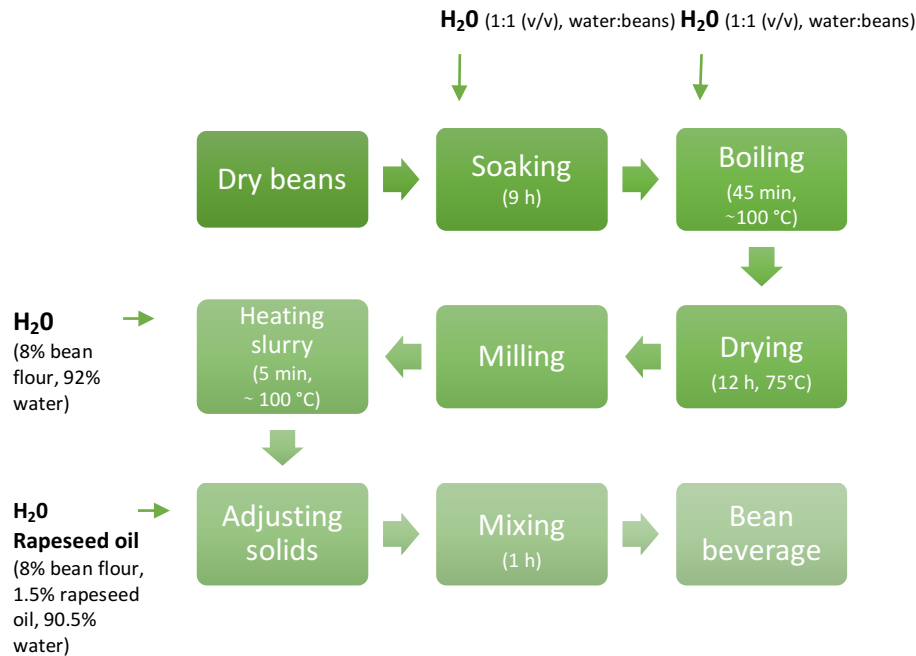 H₂0 (1:1 (v/v), water:beans) H₂0 (1:1 (v/v), water:beans)
Dry beans
Soaking
(9 h)
Boiling
(45 min,
~100 °C)
H₂0
(8% bean
flour, 92%
water)
Heating
slurry
(5 min,
~ 100 °C)
Milling
Drying
(12 h, 75°C)
H₂0
Rapeseed oil
(8% bean flour,
1.5% rapeseed
oil, 90.5%
water)
Adjusting
solids
Mixing
(1 h)
Bean
beverage